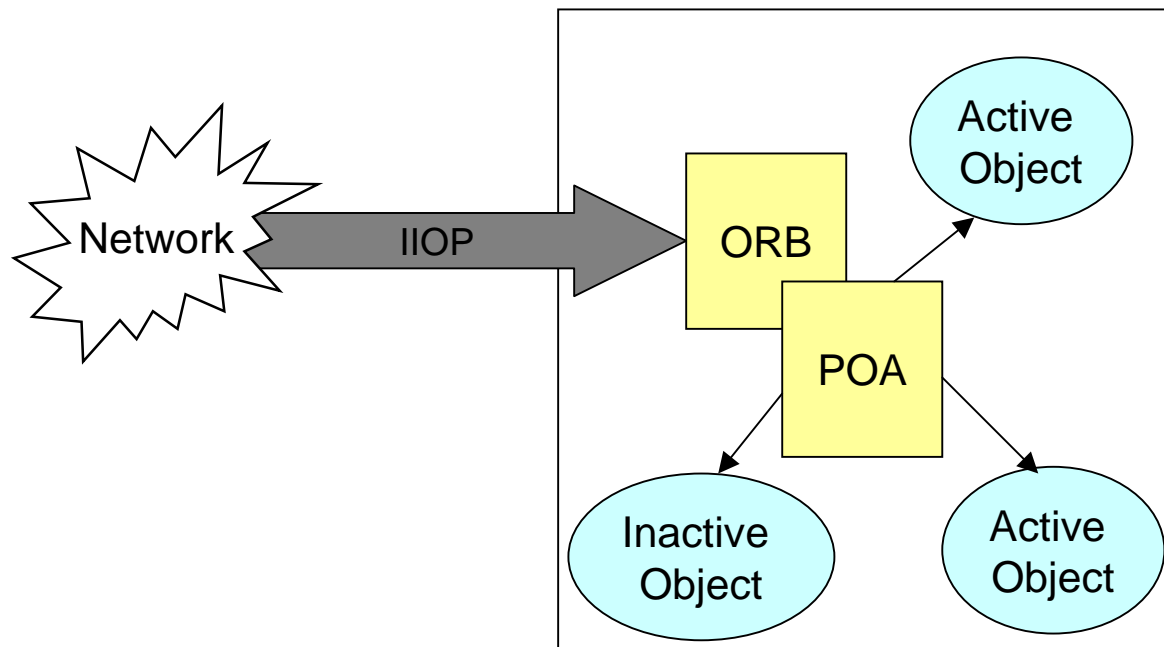 Active
Object
Network
IIOP
ORB
POA
Inactive
Object
Active
Object